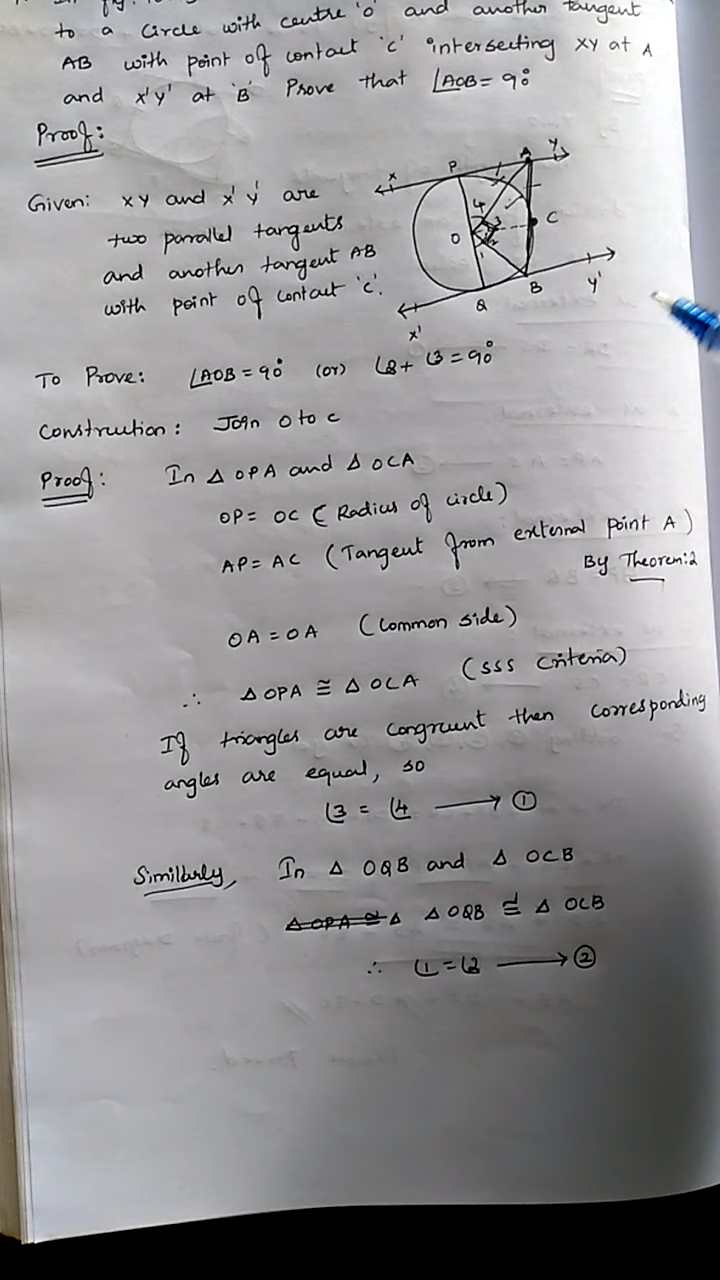 to a Circle with centre 'o' and another tangent
AB with point of contact 'c' intersecting xy at A
and x'y' at 'B' Prove that ∠AOB = 90°
Proof:
Given: xy and x'y' are
two parallel tangents
and another tangent AB
with point of contact 'c'.
x P A y
4 3 C
O 2
1
Q B y'
x'
To Prove: ∠AOB = 90° (or) ∠2 + ∠3 = 90°
Construction: Join O to C
Proof: In Δ OPA and Δ OCA
OP = OC ( Radius of circle)
AP = AC (Tangent from external point A)
By Theorem:2
OA = OA (Common side)
∴ Δ OPA ≅ Δ OCA (SSS Criteria)
If triangles are congruent then corresponding
angles are equal, so
∠3 = ∠4 → ①
Similarly, In Δ OQB and Δ OCB
Δ OQB ≅ Δ OCB
∴ ∠1 = ∠2 → ②